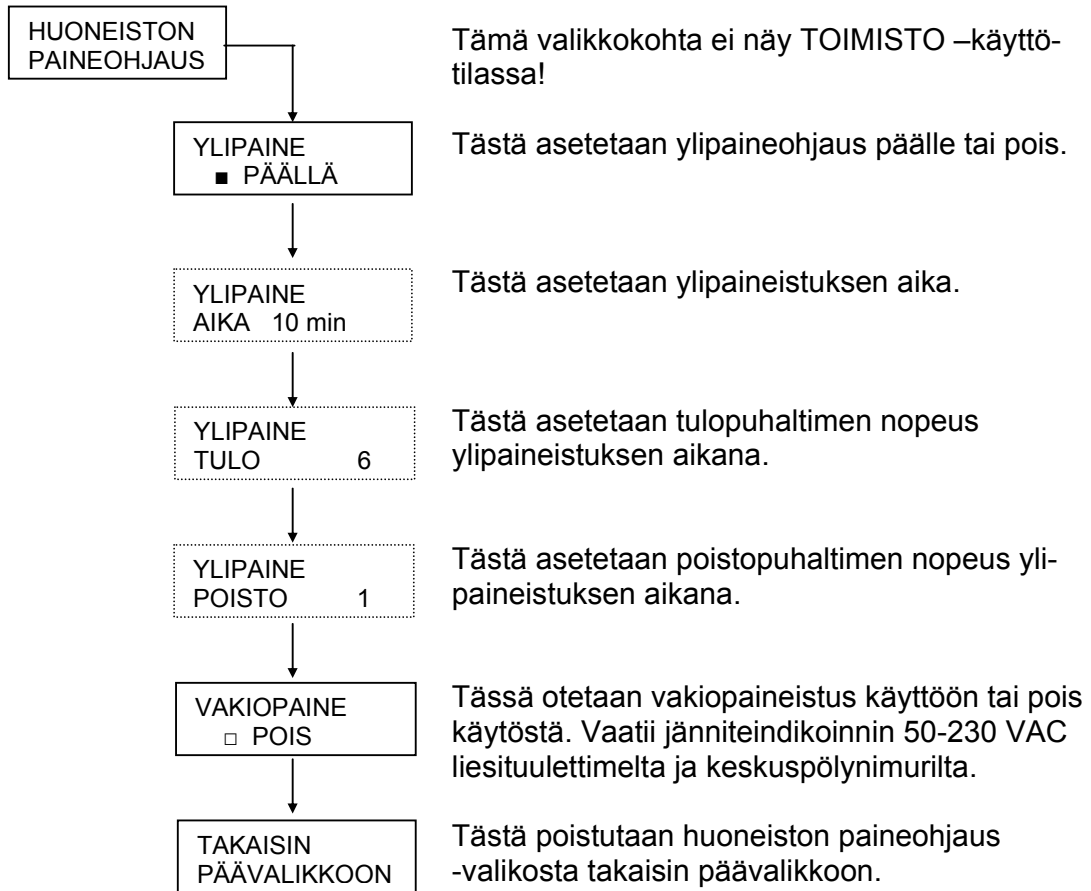 HUONEISTON
PAINEOHJAUS
Tämä valikkokohta ei näy TOIMISTO –käyttö-
tilassa!
YLIPAINE
■ PÄÄLLÄ
Tästä asetetaan ylipaineohjaus päälle tai pois.
YLIPAINE
AIKA 10 min
Tästä asetetaan ylipaineistuksen aika.
YLIPAINE
TULO 6
Tästä asetetaan tulopuhaltimen nopeus
ylipaineistuksen aikana.
YLIPAINE
POISTO 1
Tästä asetetaan poistopuhaltimen nopeus yli-
paineistuksen aikana.
VAKIOPAINE
□ POIS
Tässä otetaan vakiopaineistus käyttöön tai pois
käytöstä. Vaatii jänniteindikoinnin 50-230 VAC
liesituulettimelta ja keskuspölynimurilta.
TAKAISIN
PÄÄVALIKKOON
Tästä poistutaan huoneiston paineohjaus
-valikosta takaisin päävalikkoon.